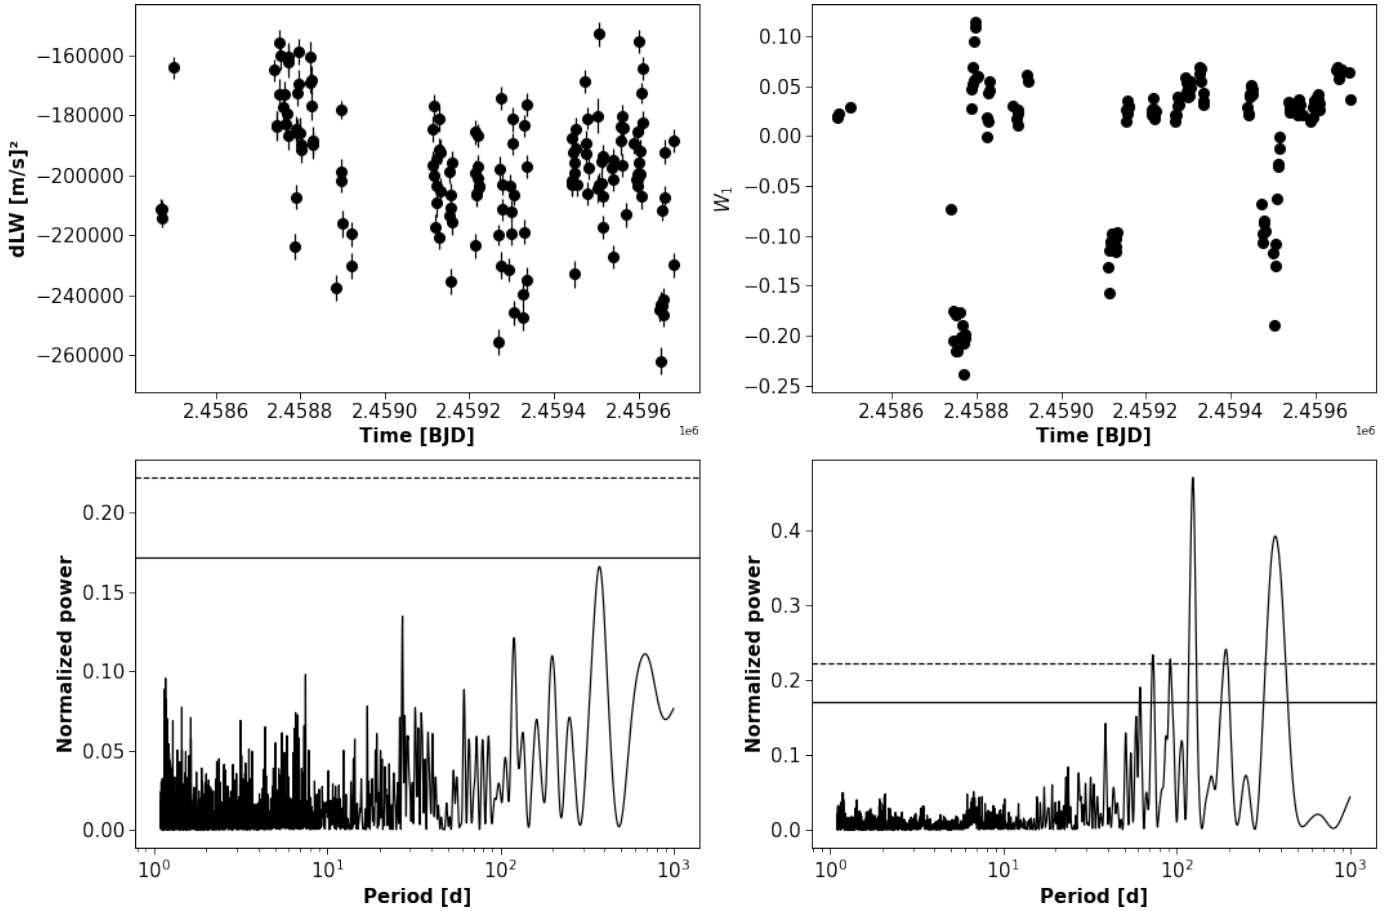 dLW [m/s]²
−160000
−180000
−200000
−220000
−240000
−260000
2.4586 2.4588 2.4590 2.4592 2.4594 2.4596
1e6
Time [BJD]
W₁
0.10
0.05
0.00
−0.05
−0.10
−0.15
−0.20
−0.25
2.4586 2.4588 2.4590 2.4592 2.4594 2.4596
1e6
Time [BJD]
Normalized power
0.20
0.15
0.10
0.05
0.00
10⁰ 10¹ 10² 10³
Period [d]
Normalized power
0.4
0.3
0.2
0.1
0.0
10⁰ 10¹ 10² 10³
Period [d]